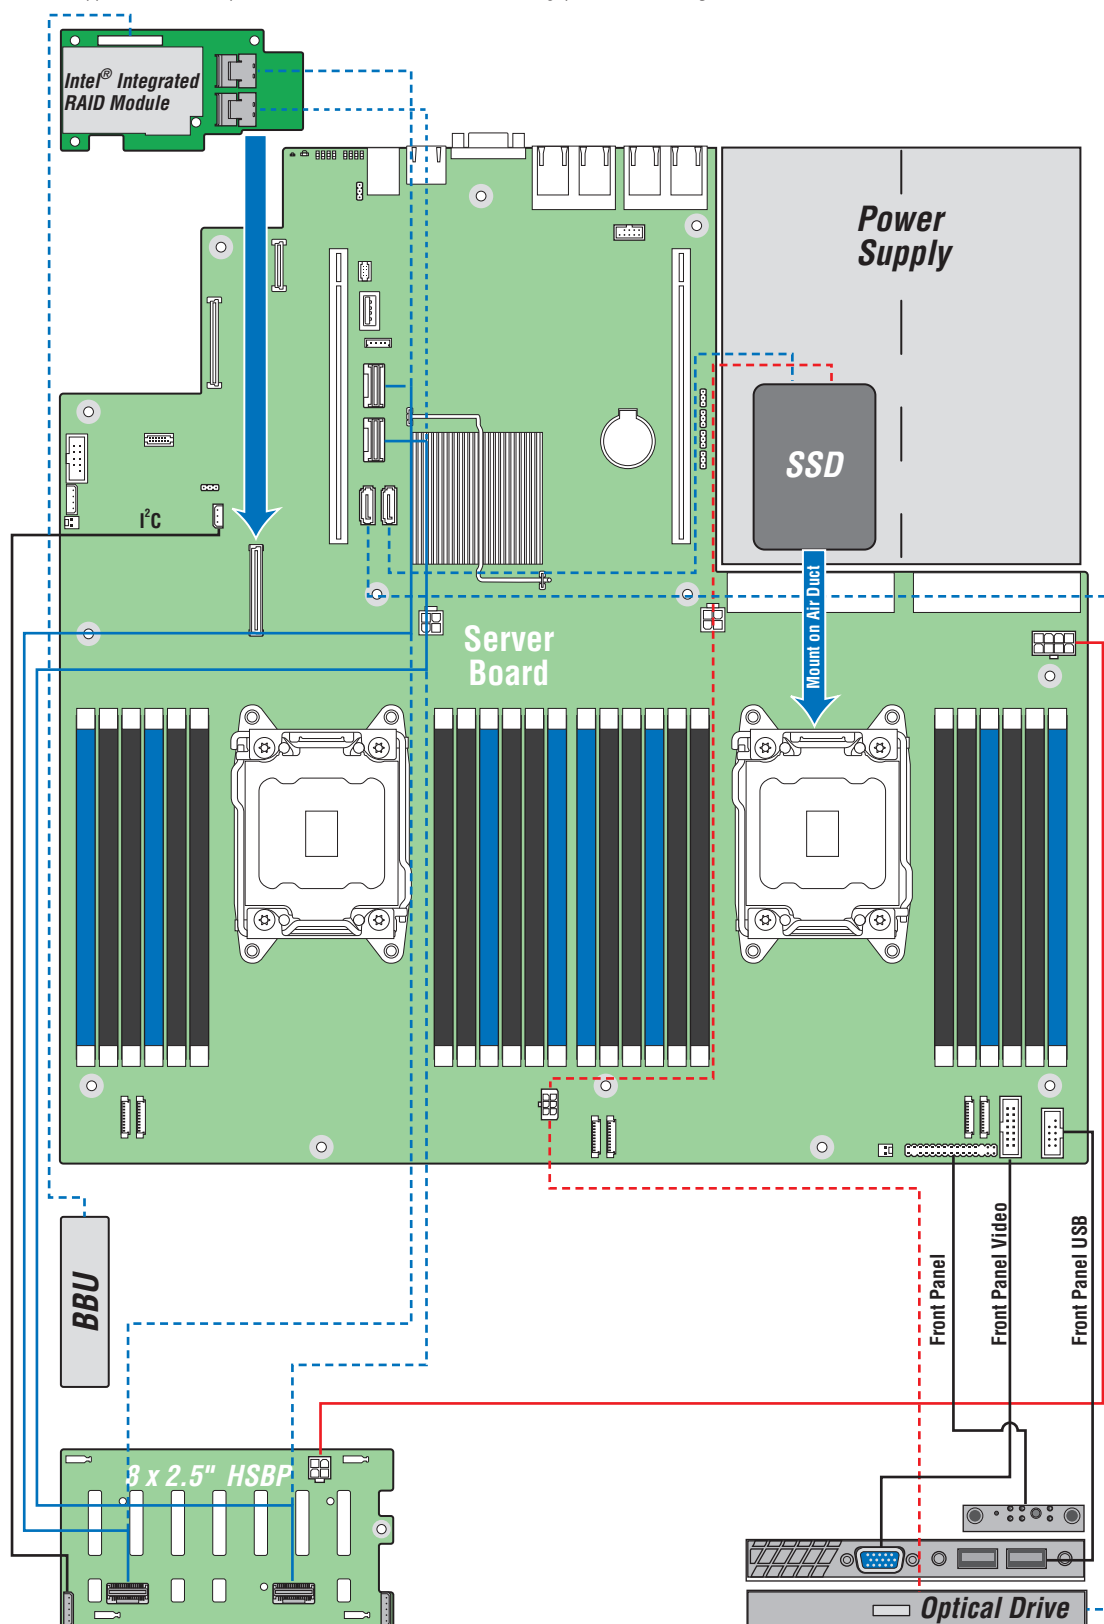 Intel® Integrated
RAID Module
Power
Supply
SSD
I²C
Mount on Air Duct
Server
Board
BBU
Front Panel
Front Panel Video
Front Panel USB
8 x 2.5" HSBP
Optical Drive